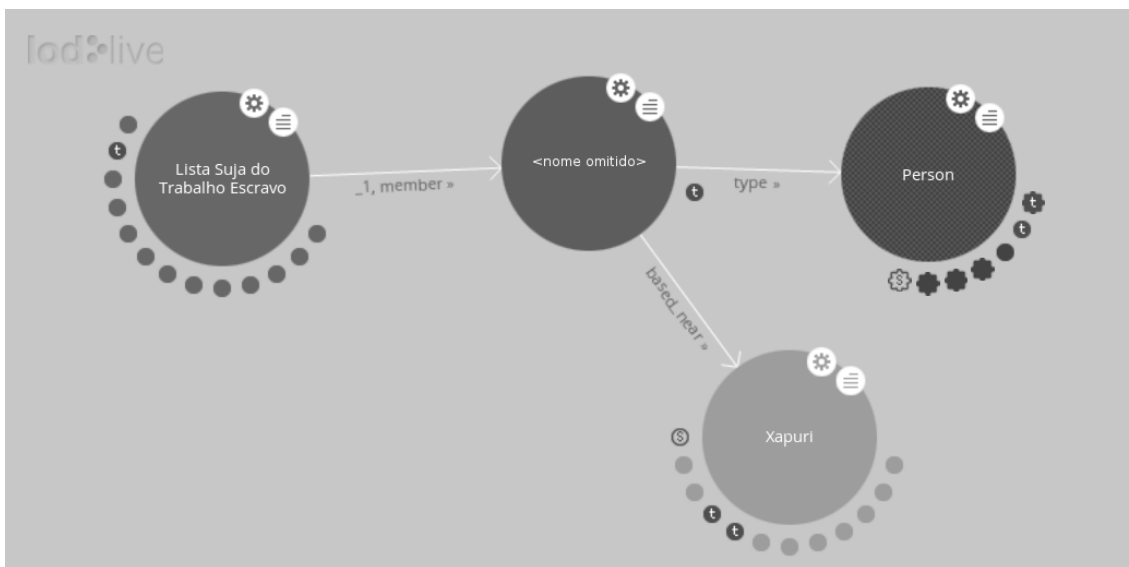 lod:live
Lista Suja do
Trabalho Escravo
_1, member »
<nome omitido>
type »
Person
based_near »
Xapuri
t
t
t
t
S
S
t
t